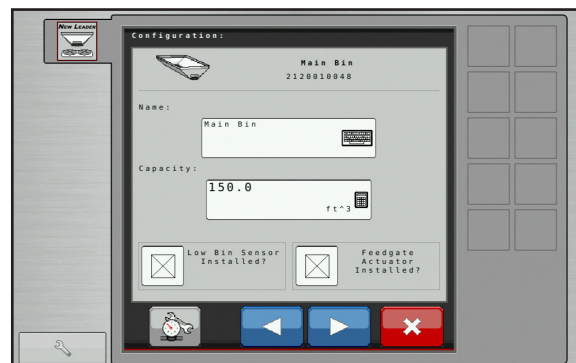 New Leader
Configuration:
Main Bin
2120010048
Name:
Main Bin
Capacity:
150.0
ft^3
Low Bin Sensor
Installed?
Feedgate
Actuator
Installed?